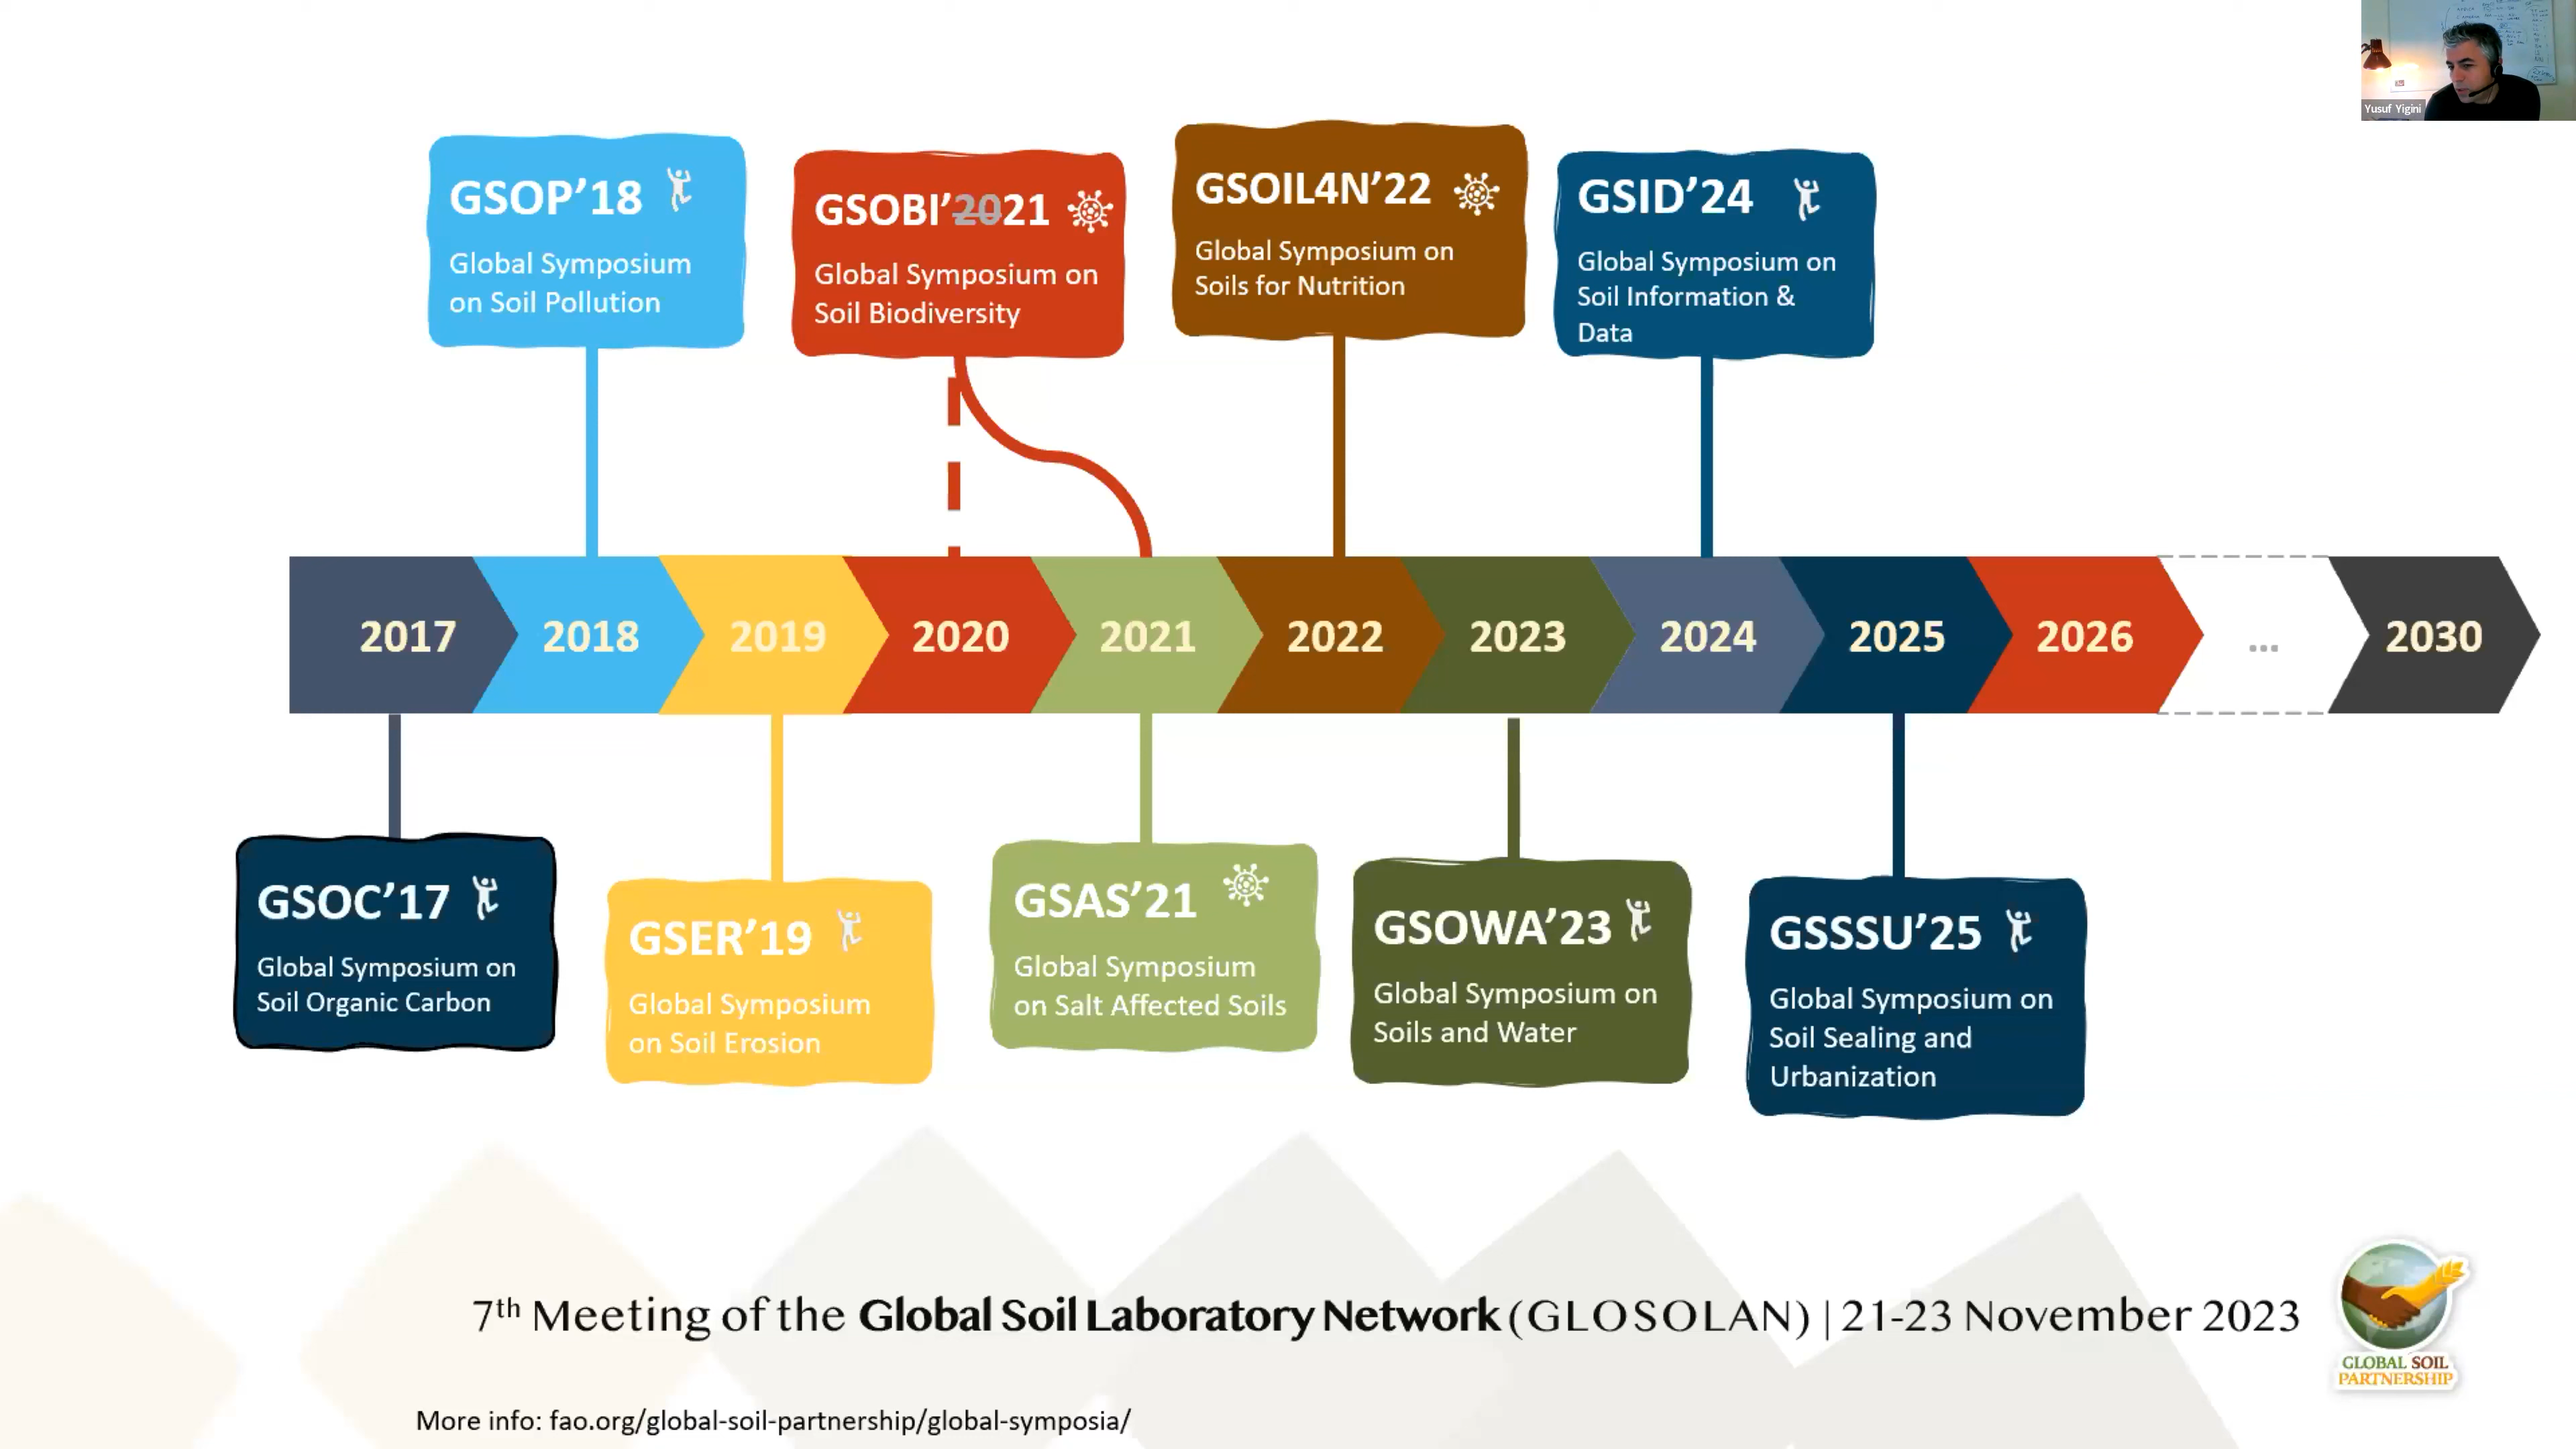 Yusuf Yigini
GSOP’18
Global Symposium
on Soil Pollution
GSOBI’2021
Global Symposium on
Soil Biodiversity
GSOIL4N’22
Global Symposium on
Soils for Nutrition
GSID’24
Global Symposium on
Soil Information &
Data
2017
2018
2019
2020
2021
2022
2023
2024
2025
2026
...
2030
GSOC’17
Global Symposium on
Soil Organic Carbon
GSER’19
Global Symposium
on Soil Erosion
GSAS’21
Global Symposium
on Salt Affected Soils
GSOWA’23
Global Symposium on
Soils and Water
GSSSU’25
Global Symposium on
Soil Sealing and
Urbanization
7th Meeting of the Global Soil Laboratory Network (GLOSOLAN) | 21-23 November 2023
GLOBAL SOIL
PARTNERSHIP
More info: fao.org/global-soil-partnership/global-symposia/